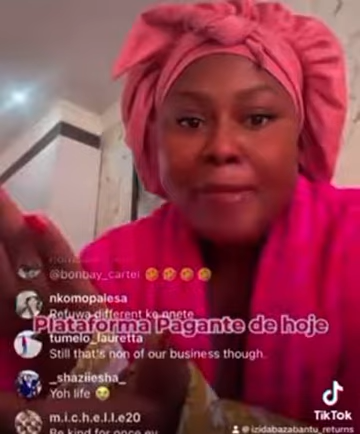 @bonbay_cartel 🤣🤣🤣🤣
nkomopalesa
Refuwa different ke nnete
Plataforma Pagante de hoje
tumelo_lauretta
Still that's non of our business though.
_shaziiesha_
Yoh life 😭
m.i.c.h.e.l.l.e20
Be kind for once
TikTok
@izidabazabantu_returns